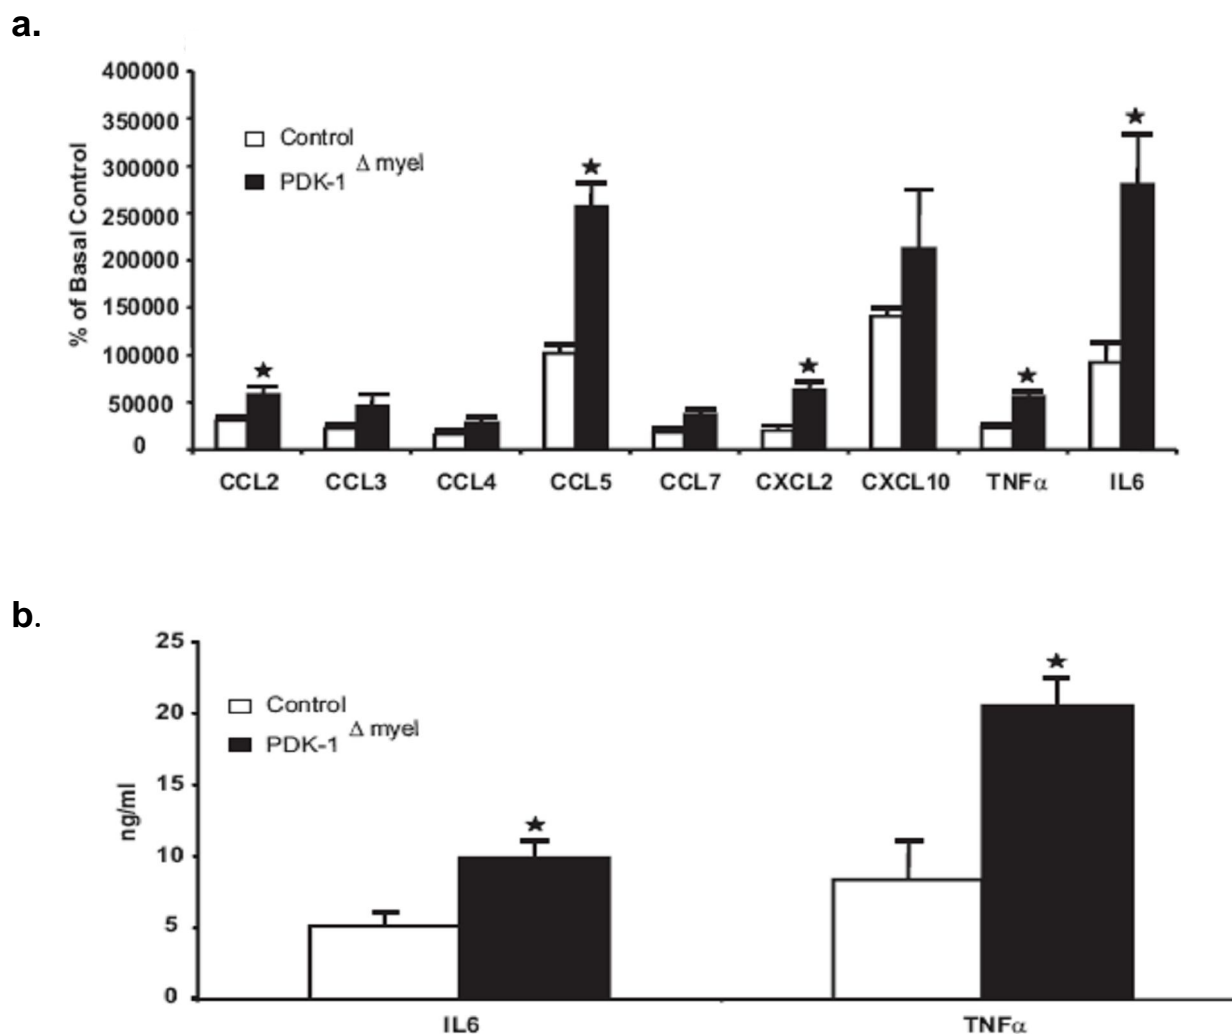 a.
400000
350000
300000
250000
200000
150000
100000
50000
0
% of Basal Control
Control
PDK-1 Δ myel
★ ★ ★ ★ ★
CCL2 CCL3 CCL4 CCL5 CCL7 CXCL2 CXCL10 TNFα IL6
b.
25
20
15
10
5
0
ng/ml
Control
PDK-1 Δ myel
★ ★
IL6 TNFα